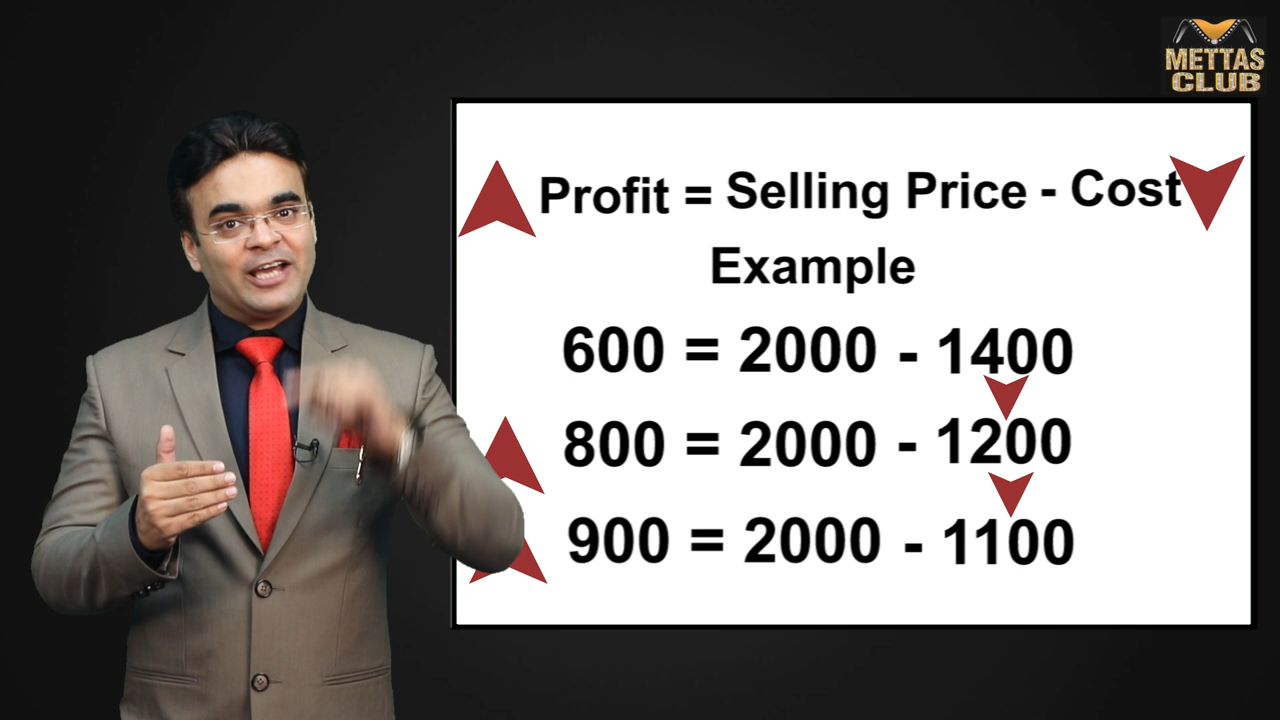 METTAS
CLUB
Profit = Selling Price - Cost
Example
600 = 2000 - 1400
800 = 2000 - 1200
900 = 2000 - 1100